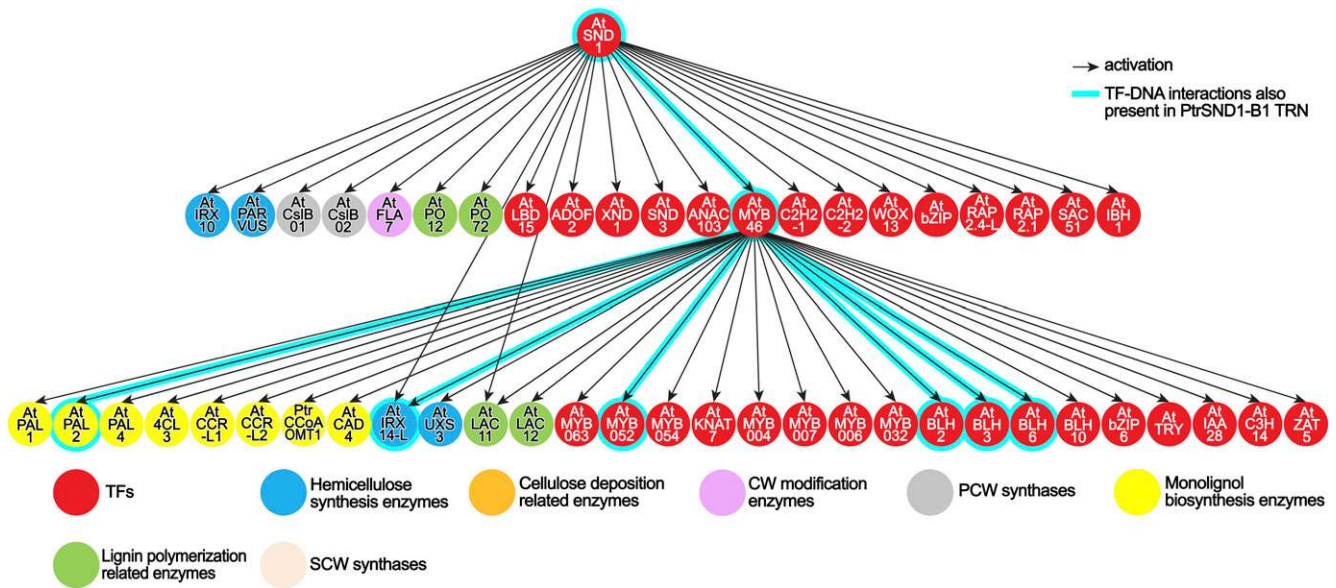 At
SND
1
activation
TF-DNA interactions also
present in PtrSND1-B1 TRN
At
IRX
10
At
PAR
VUS
At
CslB
01
At
CslB
02
At
FLA
7
At
PO
12
At
PO
72
At
LBD
15
At
ADOF
2
At
XND
1
At
SND
3
At
ANAC
103
At
MYB
46
At
C2H2
-1
At
C2H2
-2
At
WOX
13
At
bZIP
At
RAP
2.4-L
At
RAP
2.1
At
SAC
51
At
IBH
1
At
PAL
1
At
PAL
2
At
PAL
4
At
4CL
3
At
CCR
-L1
At
CCR
-L2
Ptr
CCoA
OMT1
At
CAD
4
At
IRX
14-L
At
UXS
3
At
LAC
11
At
LAC
12
At
MYB
063
At
MYB
052
At
MYB
054
At
KNAT
7
At
MYB
004
At
MYB
007
At
MYB
006
At
MYB
032
At
BLH
2
At
BLH
3
At
BLH
6
At
BLH
10
At
bZIP
6
At
TRY
At
IAA
28
At
C3H
14
At
ZAT
5
TFs
Hemicellulose
synthesis enzymes
Cellulose deposition
related enzymes
CW modification
enzymes
PCW synthases
Monolignol
biosynthesis enzymes
Lignin polymerization
related enzymes
SCW synthases